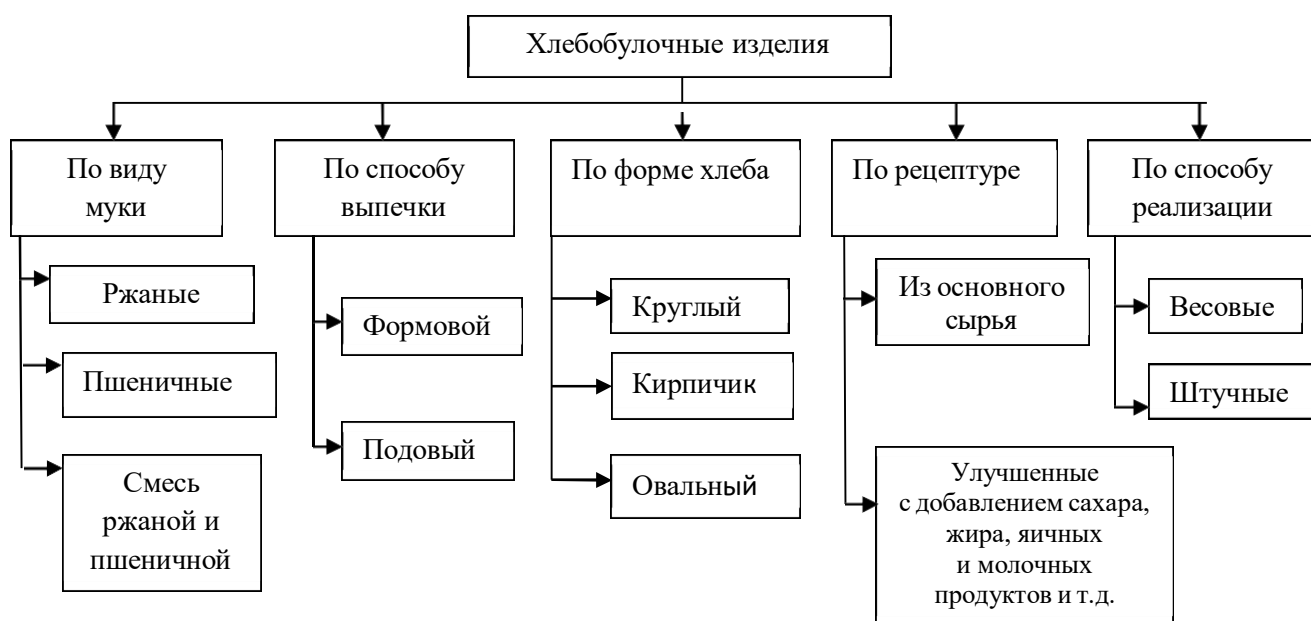 Хлебобулочные изделия
По виду
муки
По способу
выпечки
По форме хлеба
По рецептуре
По способу
реализации
Ржаные
Пшеничные
Смесь
ржаной и
пшеничной
Формовой
Подовый
Круглый
Кирпичик
Овальный
Из основного
сырья
Улучшенные
с добавлением сахара,
жира, яичных
и молочных
продуктов и т.д.
Весовые
Штучные